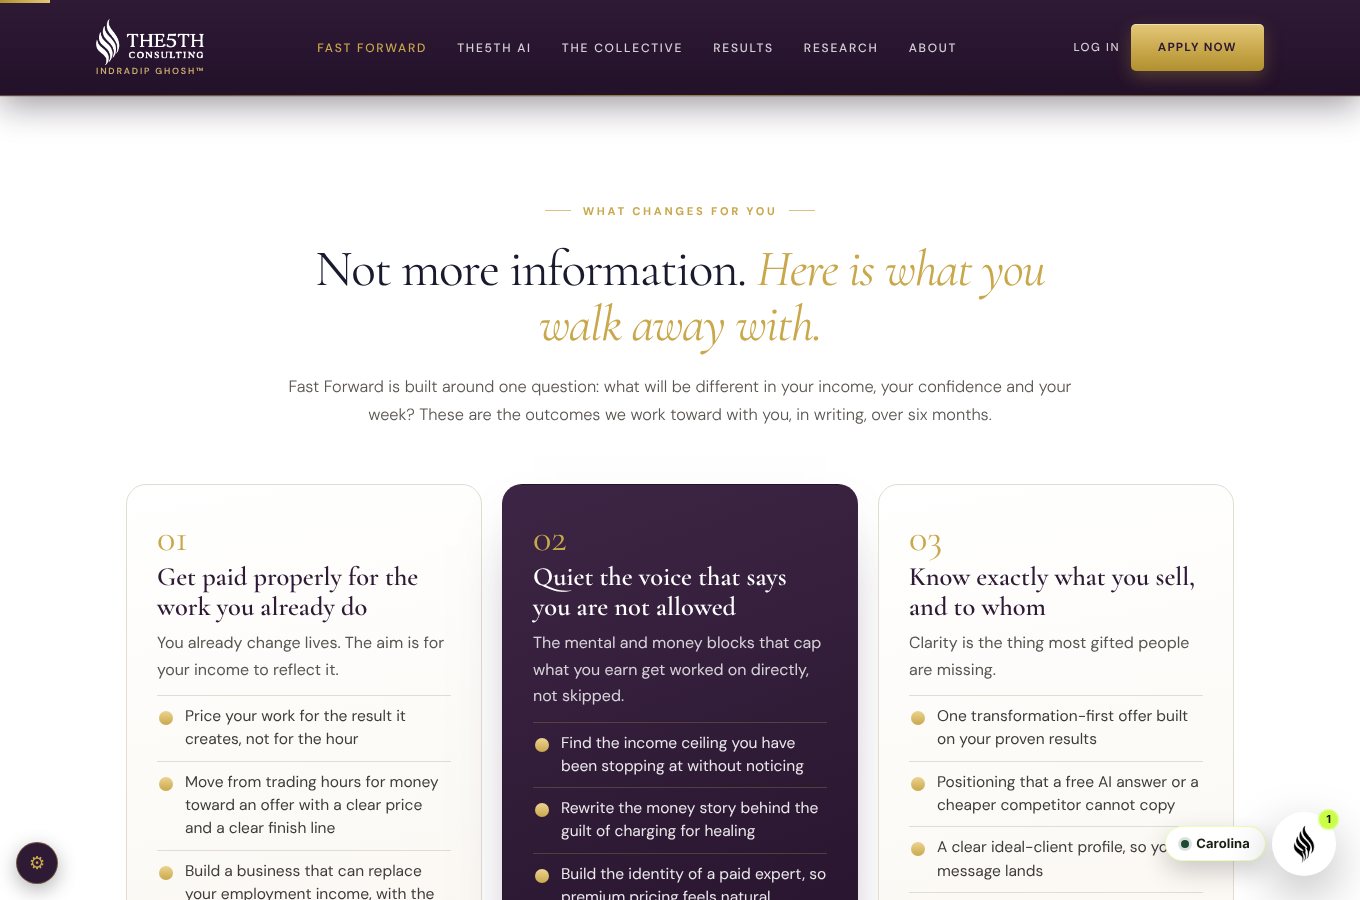 THE5TH
CONSULTING
INDRADIP GHOSH™
FAST FORWARD
THE5TH AI
THE COLLECTIVE
RESULTS
RESEARCH
ABOUT
LOG IN
APPLY NOW
WHAT CHANGES FOR YOU
Not more information. Here is what you
walk away with.
Fast Forward is built around one question: what will be different in your income, your confidence and your
week? These are the outcomes we work toward with you, in writing, over six months.
01
Get paid properly for the
work you already do
You already change lives. The aim is for
your income to reflect it.
Price your work for the result it
creates, not for the hour
Move from trading hours for money
toward an offer with a clear price
and a clear finish line
Build a business that can replace
your employment income, with the
02
Quiet the voice that says
you are not allowed
The mental and money blocks that cap
what you earn get worked on directly,
not skipped.
Find the income ceiling you have
been stopping at without noticing
Rewrite the money story behind the
guilt of charging for healing
Build the identity of a paid expert, so
premium pricing feels natural
03
Know exactly what you sell,
and to whom
Clarity is the thing most gifted people
are missing.
One transformation-first offer built
on your proven results
Positioning that a free AI answer or a
cheaper competitor cannot copy
A clear ideal-client profile, so
message lands
Carolina
1